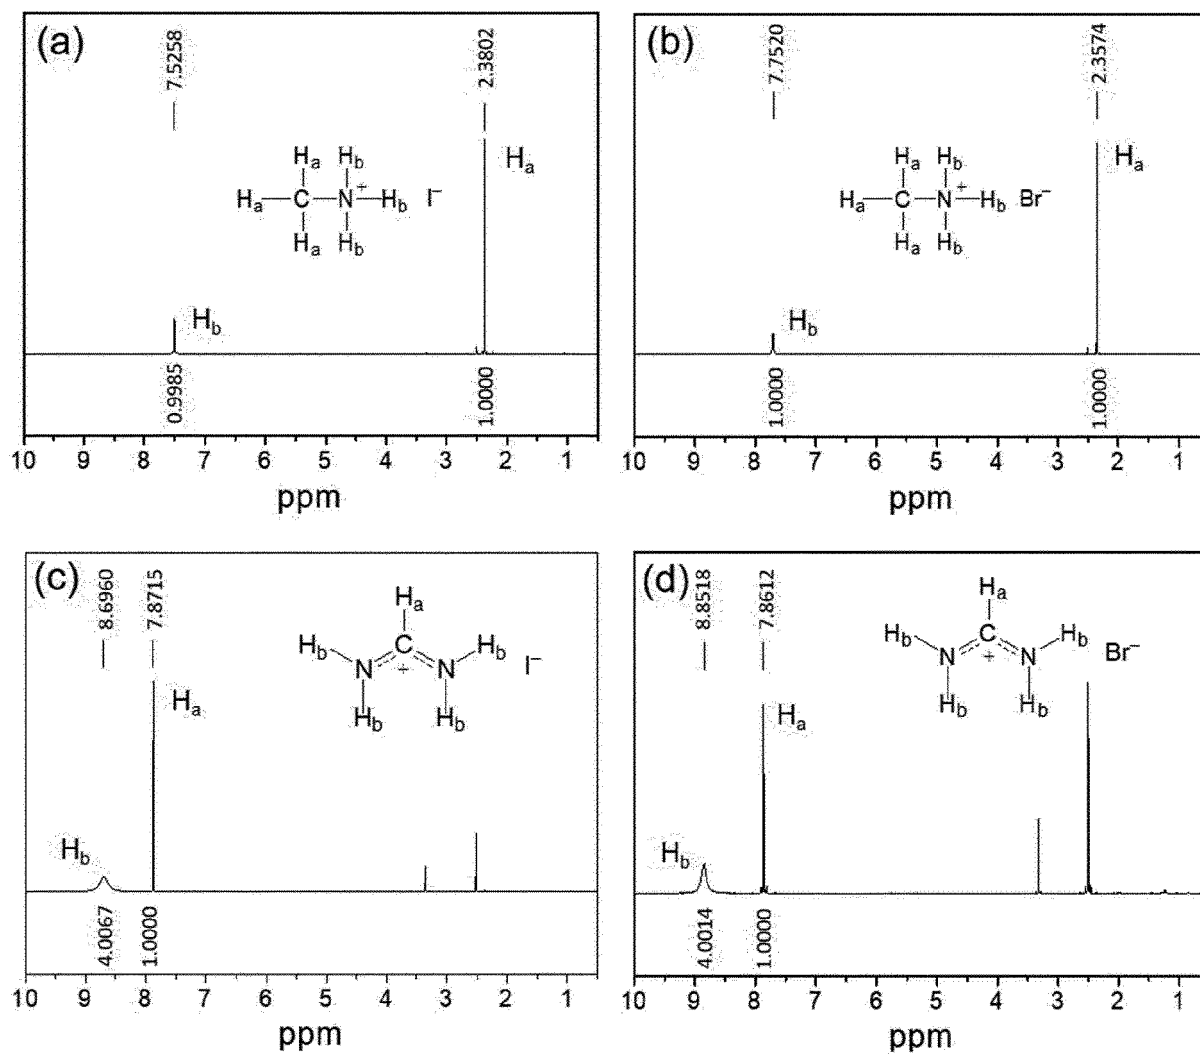 (a)
7.5258
2.3802
Ha
Ha
Hb
Ha
C
N
+
Hb
I−
Ha
Hb
Hb
0.9985
1.0000
10 9 8 7 6 5 4 3 2 1
ppm
(b)
7.7520
2.3574
Ha
Ha
Hb
Ha
C
N
+
Hb
Br−
Ha
Hb
Hb
1.0000
1.0000
10 9 8 7 6 5 4 3 2 1
ppm
(c)
8.6960
7.8715
Ha
Hb
C
Hb
N
+
N
I−
Ha
Hb
Hb
Hb
4.0067
1.0000
10 9 8 7 6 5 4 3 2 1
ppm
(d)
8.8518
7.8612
Ha
Hb
C
Hb
N
+
N
Br−
Hb
Hb
Ha
Hb
4.0014
1.0000
10 9 8 7 6 5 4 3 2 1
ppm